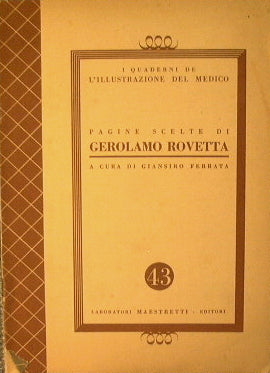 I QUADERNI DE
L'ILLUSTRAZIONE DEL MEDICO
PAGINE SCELTE DI
GEROLAMO ROVETTA
A CURA DI GIANSIRO FERRATA
43
LABORATORI MAESTRETTI - EDITORI